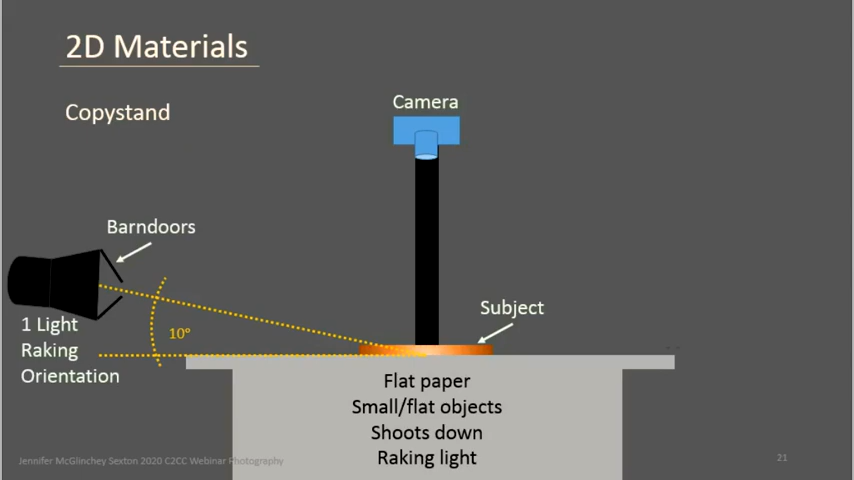 2D Materials
Copystand
Camera
Barndoors
Subject
10°
1 Light
Raking
Orientation
Flat paper
Small/flat objects
Shoots down
Raking light
Jennifer McGlinchey Sexton 2020 C2CC Webinar Photography
21